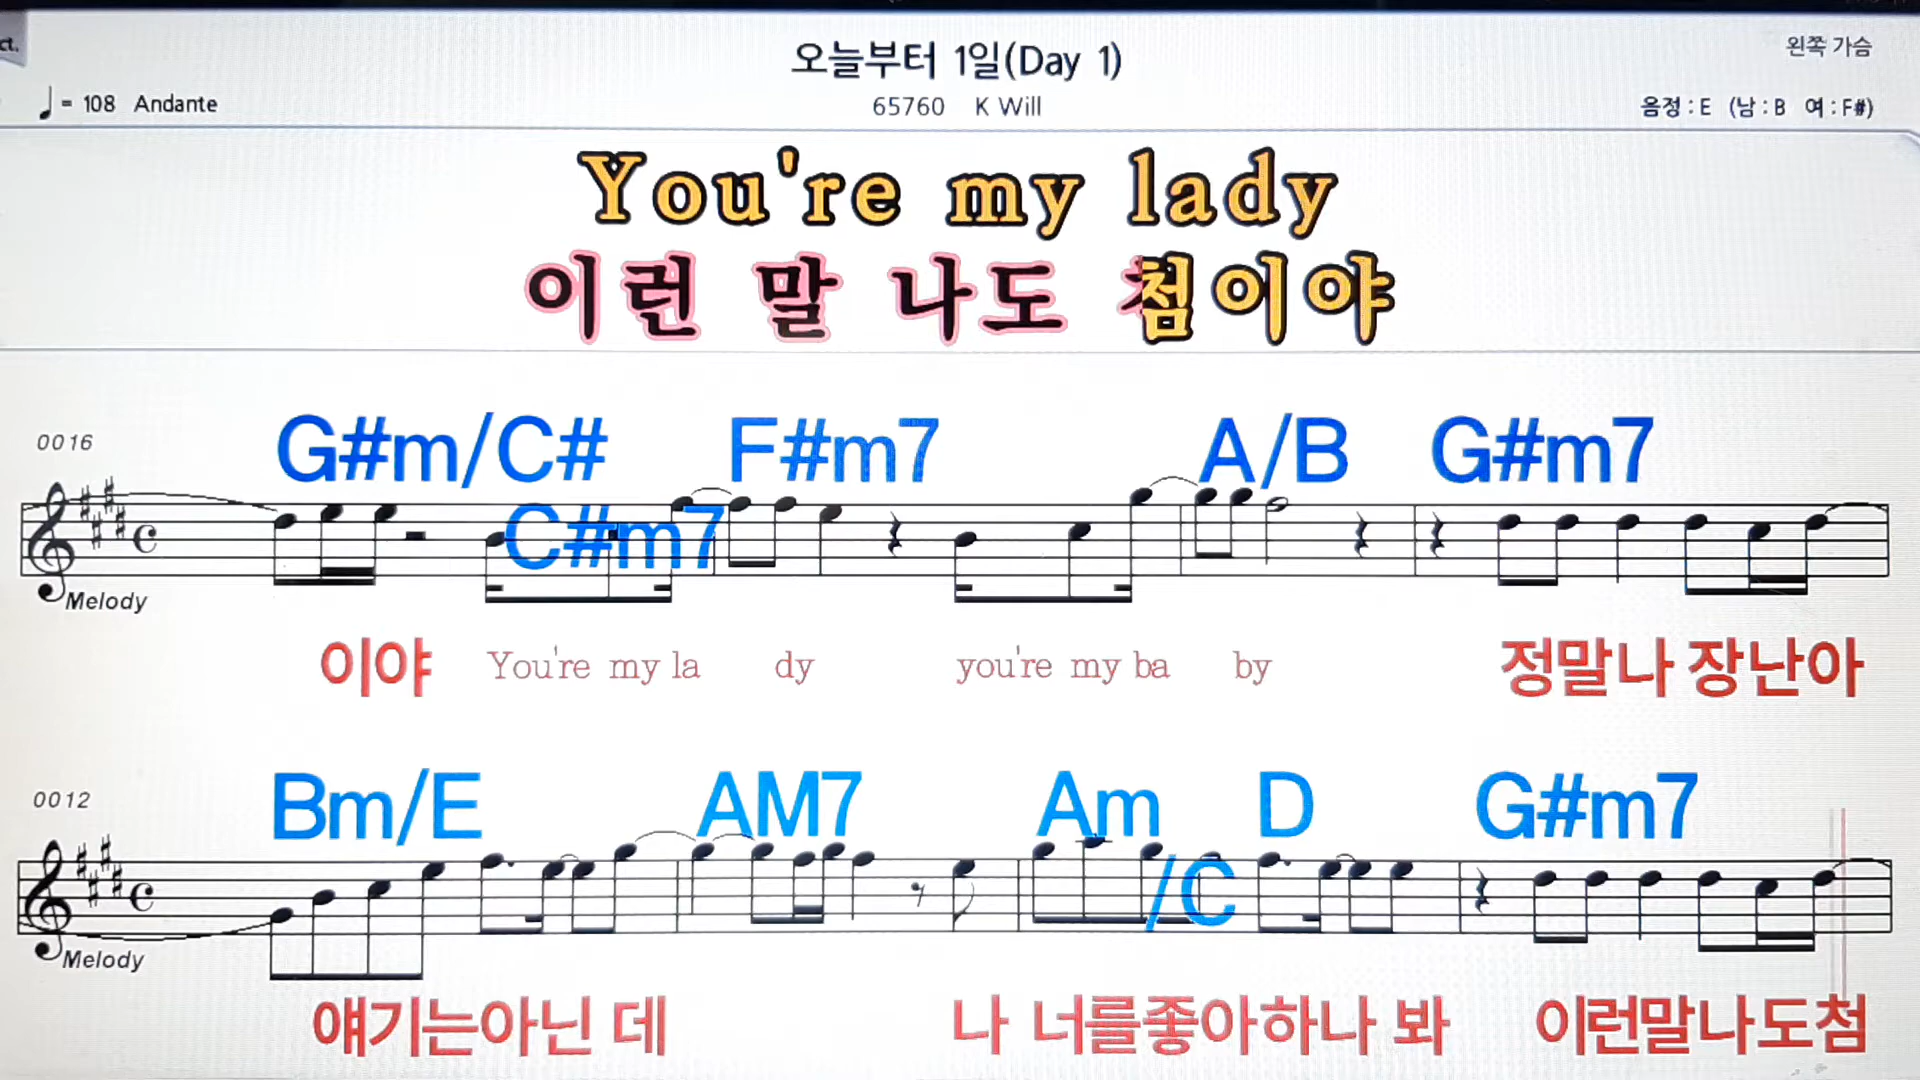 ct.
오늘부터 1일(Day 1)
왼쪽 가슴
♩ = 108 Andante
65760 K Will
음정 : E (남 : B 여 : F#)
You're my lady
이런 말 나도 첨이야
0016
G#m/C# F#m7 A/B G#m7
C#m7
Melody
이야 You're my la dy you're my ba by 정말나 장난아
0012
Bm/E AM7 Am D G#m7
/C
Melody
얘기는아닌 데 나 너를좋아하나 봐 이런말나도첨